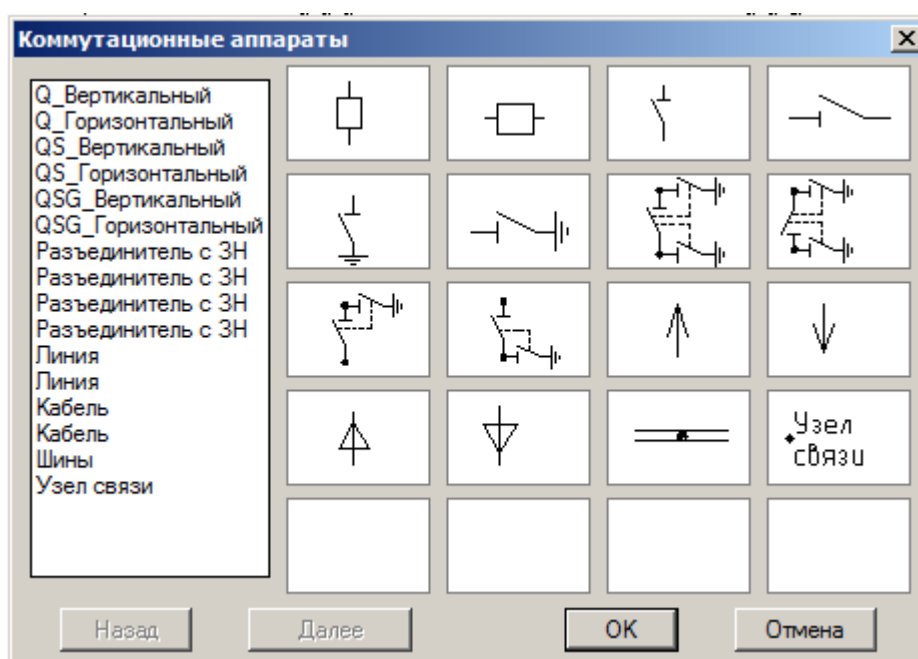 Коммутационные аппараты
Q_Вертикальный
Q_Горизонтальный
QS_Вертикальный
QS_Горизонтальный
QSG_Вертикальный
QSG_Горизонтальный
Разъединитель с ЗН
Разъединитель с ЗН
Разъединитель с ЗН
Разъединитель с ЗН
Линия
Линия
Кабель
Кабель
Шины
Узел связи
Узел
связи
Назад
Далее
OK
Отмена